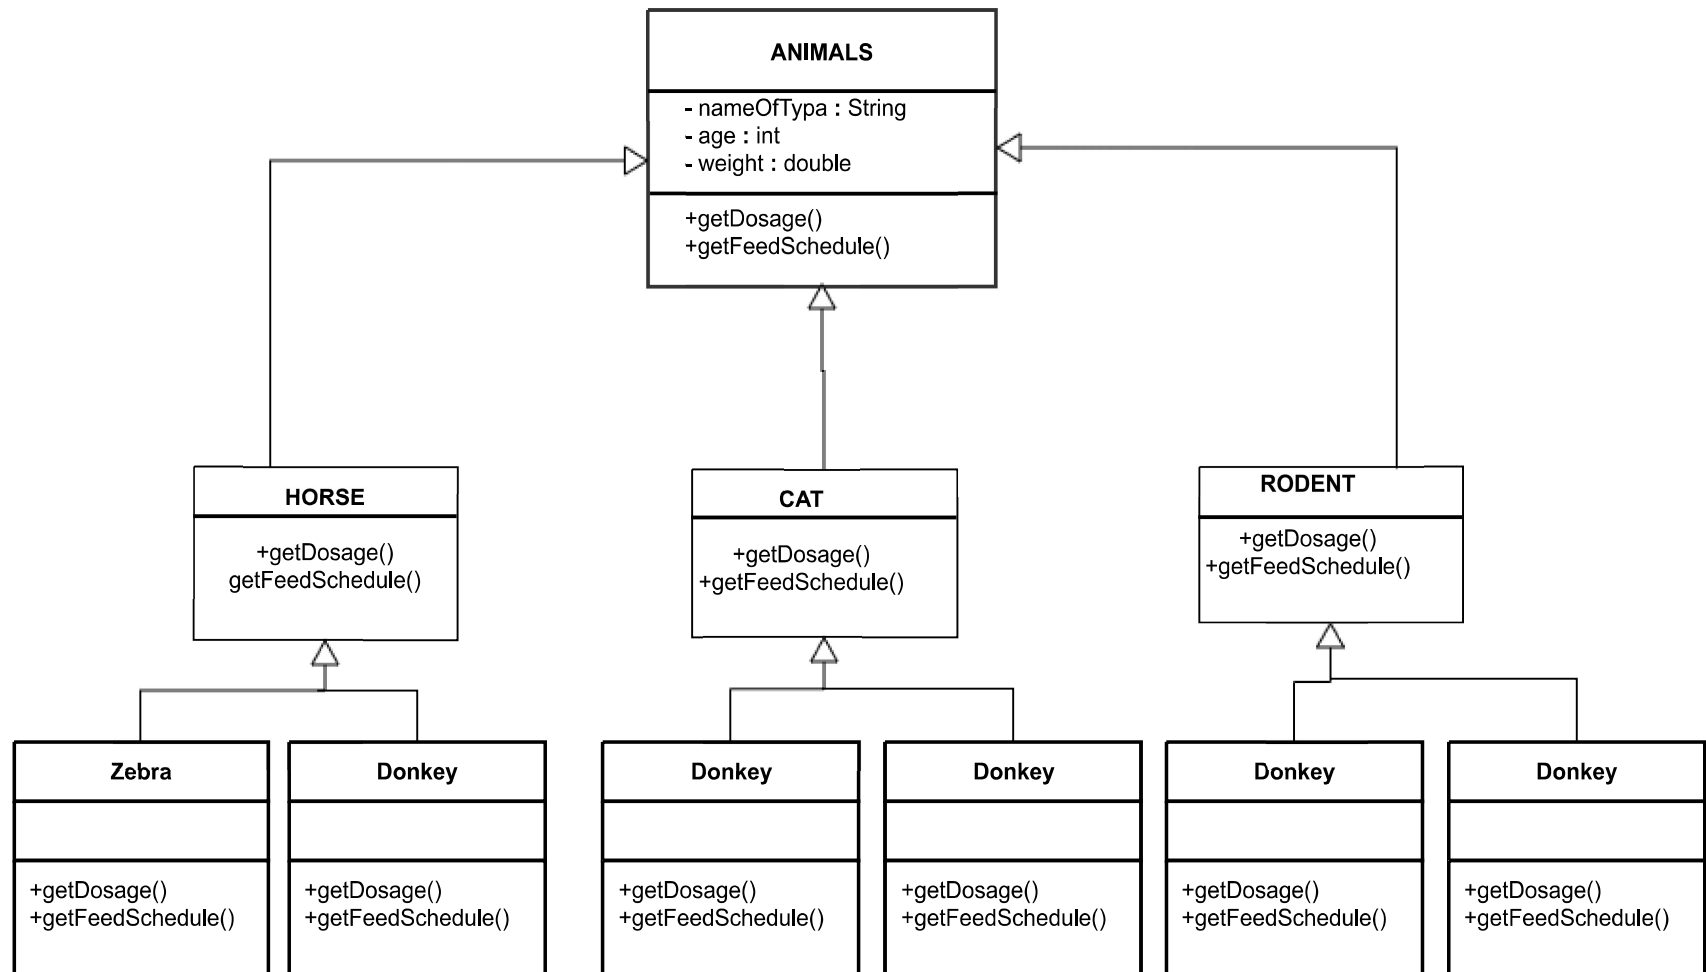 ANIMALS
- nameOfTypa : String
- age : int
- weight : double
+getDosage()
+getFeedSchedule()
HORSE
+getDosage()
getFeedSchedule()
CAT
+getDosage()
+getFeedSchedule()
RODENT
+getDosage()
+getFeedSchedule()
Zebra
+getDosage()
+getFeedSchedule()
Donkey
+getDosage()
+getFeedSchedule()
Donkey
+getDosage()
+getFeedSchedule()
Donkey
+getDosage()
+getFeedSchedule()
Donkey
+getDosage()
+getFeedSchedule()
Donkey
+getDosage()
+getFeedSchedule()